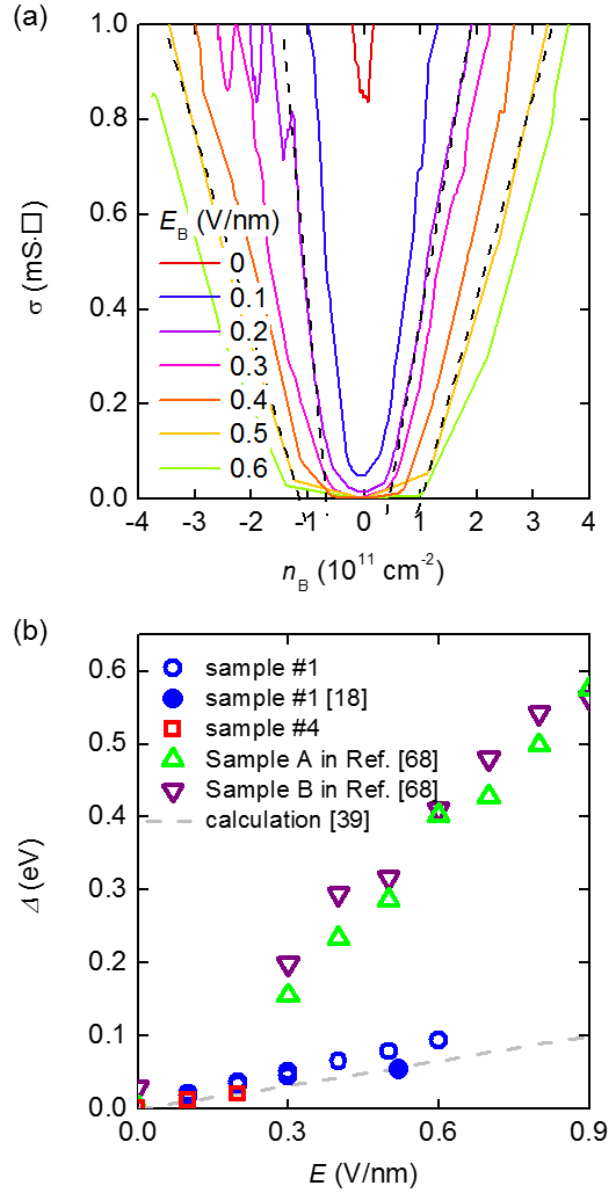 (a)
1.0
0.8
0.6
0.4
0.2
0.0
σ (mS·□)
E_B (V/nm)
0
0.1
0.2
0.3
0.4
0.5
0.6
-4 -3 -2 -1 0 1 2 3 4
n_B (10^11 cm^-2)
(b)
0.6
0.5
0.4
0.3
0.2
0.1
0.0
Δ (eV)
sample #1
sample #1 [18]
sample #4
Sample A in Ref. [68]
Sample B in Ref. [68]
calculation [39]
0.0 0.3 0.6 0.9
E (V/nm)